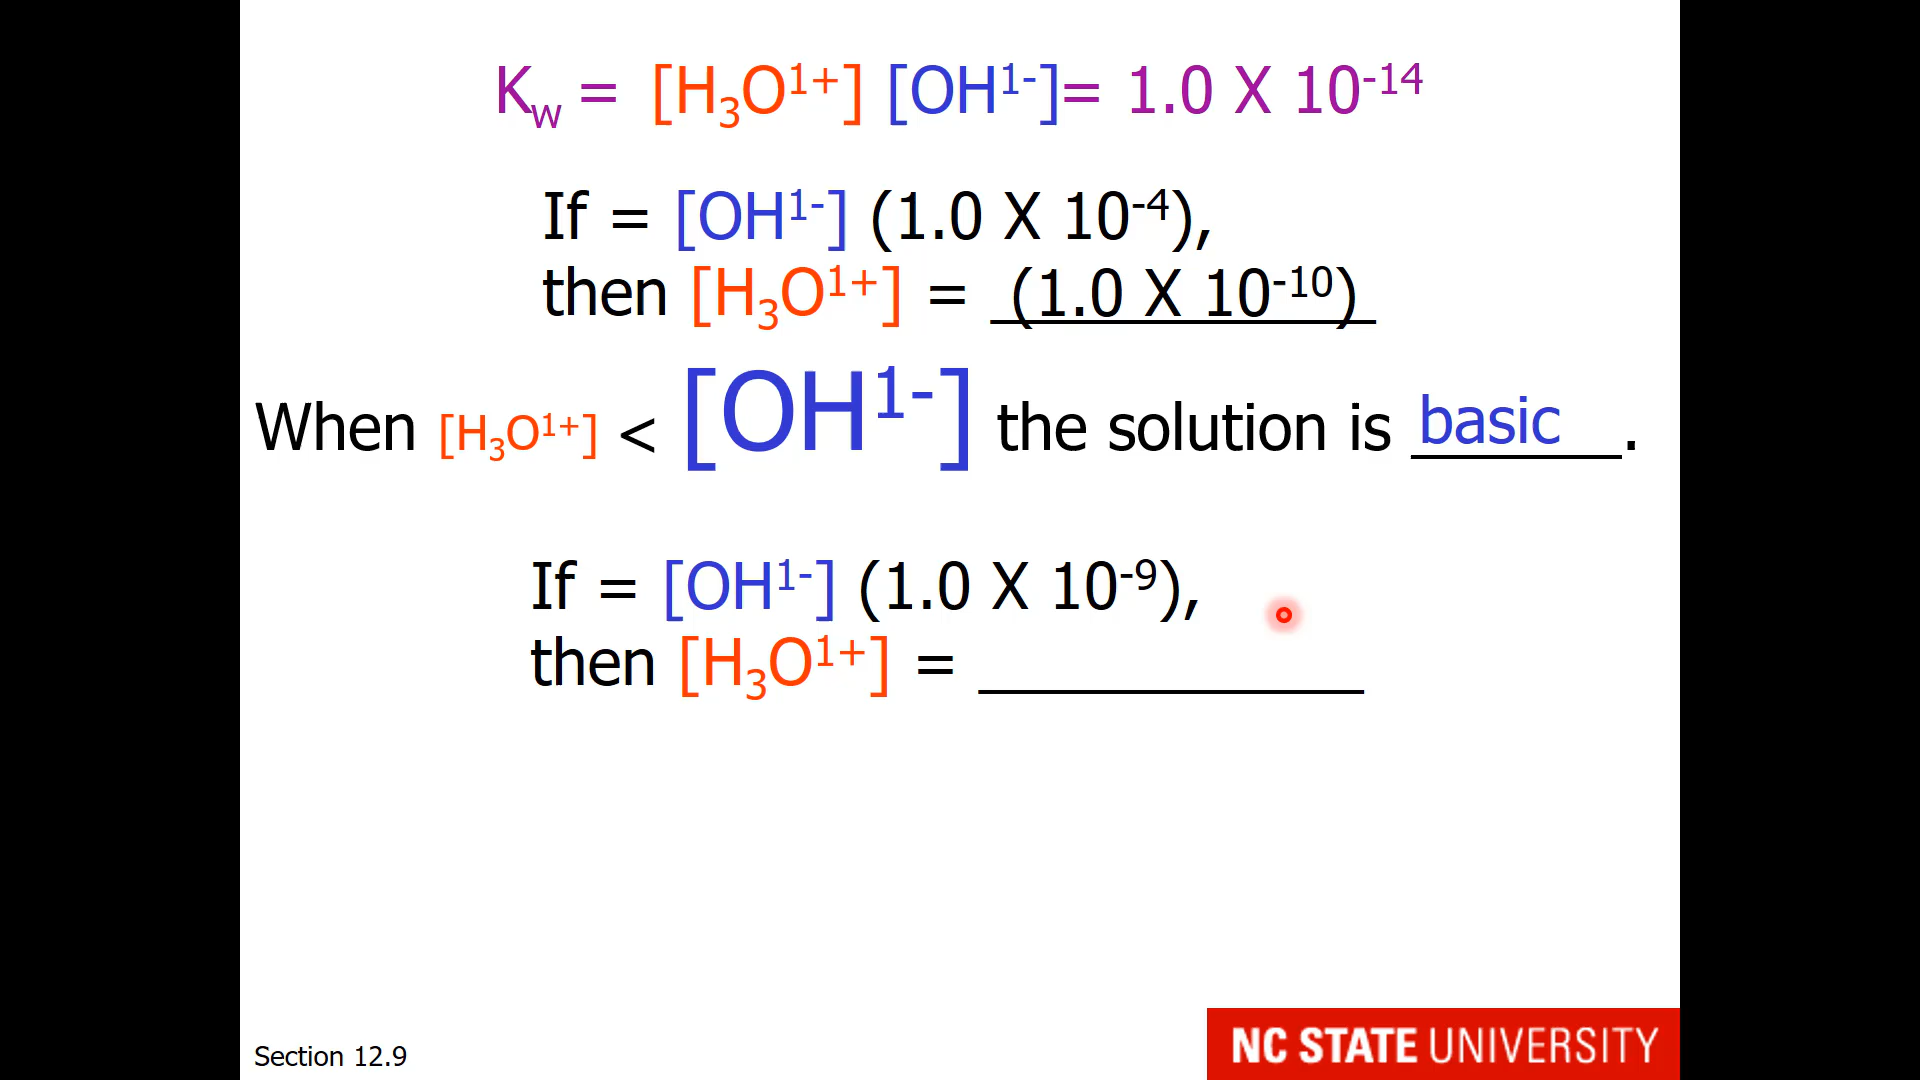 Kw = [H₃O¹⁺] [OH¹⁻]= 1.0 X 10⁻¹⁴
If = [OH¹⁻] (1.0 X 10⁻⁴),
then [H₃O¹⁺] = (1.0 X 10⁻¹⁰)
When [H₃O¹⁺] < [OH¹⁻] the solution is basic.
If = [OH¹⁻] (1.0 X 10⁻⁹),
then [H₃O¹⁺] = ____________
Section 12.9
NC STATE UNIVERSITY